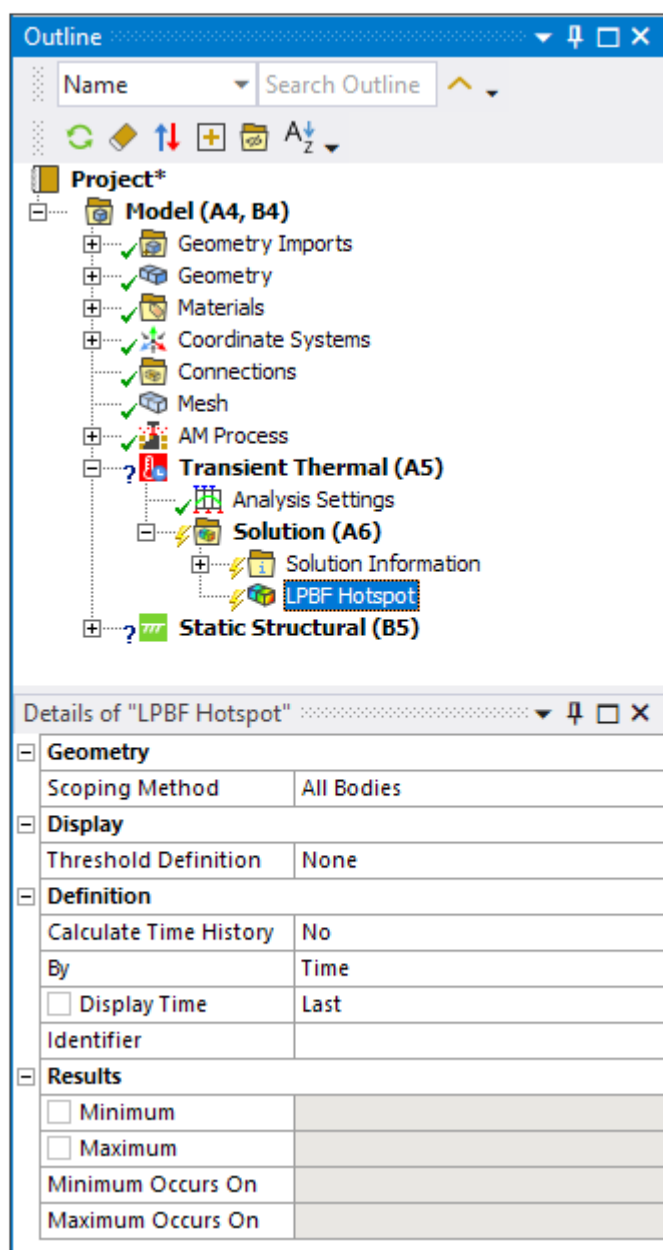 Outline
Name Search Outline
A Z
Project*
Model (A4, B4)
Geometry Imports
Geometry
Materials
Coordinate Systems
Connections
Mesh
AM Process
? Transient Thermal (A5)
Analysis Settings
Solution (A6)
Solution Information
LPBF Hotspot
? Static Structural (B5)
Details of "LPBF Hotspot"
Geometry
Scoping Method All Bodies
Display
Threshold Definition None
Definition
Calculate Time History No
By Time
Display Time Last
Identifier
Results
Minimum
Maximum
Minimum Occurs On
Maximum Occurs On